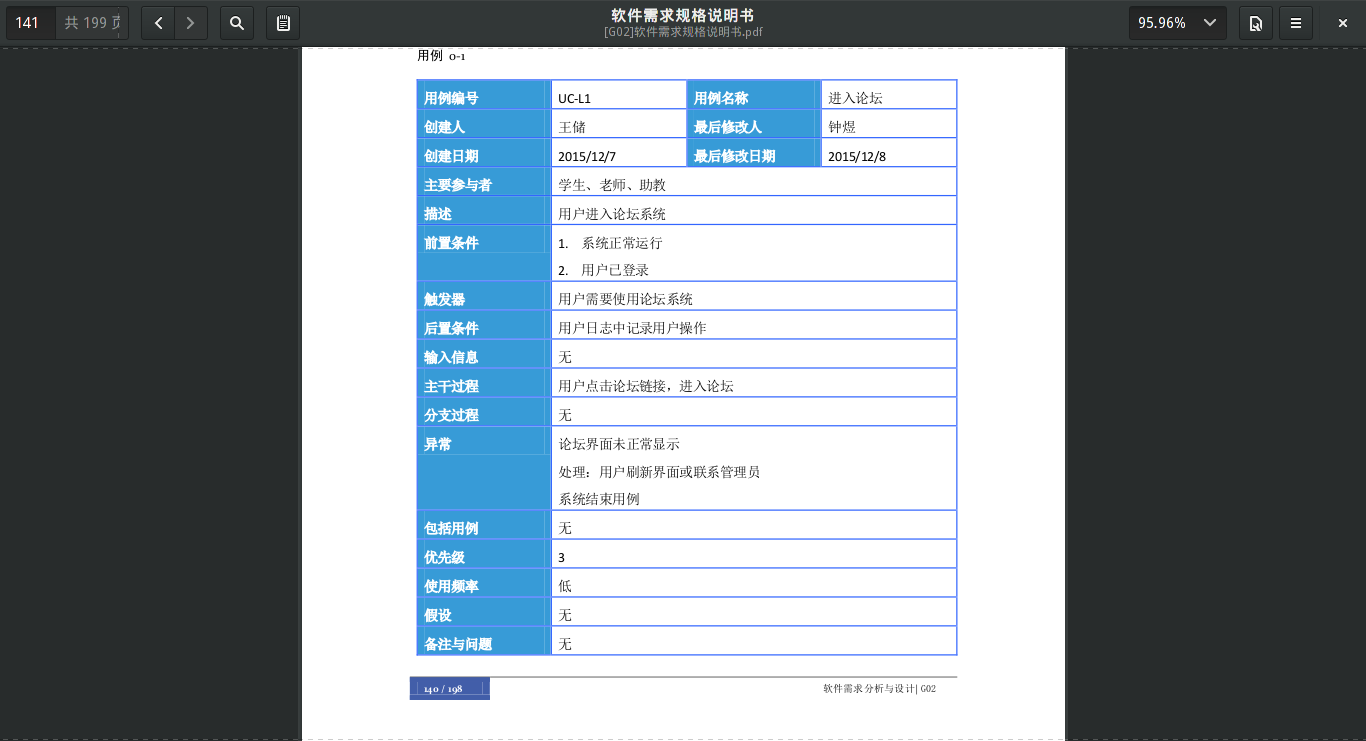 141 共 199 页
软件需求规格说明书
[G02]软件需求规格说明书.pdf
95.96%
用例 0-1
用例编号 UC-L1 用例名称 进入论坛
创建人 王储 最后修改人 钟煜
创建日期 2015/12/7 最后修改日期 2015/12/8
主要参与者 学生、老师、助教
描述 用户进入论坛系统
前置条件 1. 系统正常运行
2. 用户已登录
触发器 用户需要使用论坛系统
后置条件 用户日志中记录用户操作
输入信息 无
主干过程 用户点击论坛链接，进入论坛
分支过程 无
异常 论坛界面未正常显示
处理：用户刷新界面或联系管理员
系统结束用例
包括用例 无
优先级 3
使用频率 低
假设 无
备注与问题 无
140 / 198 软件需求分析与设计| G02